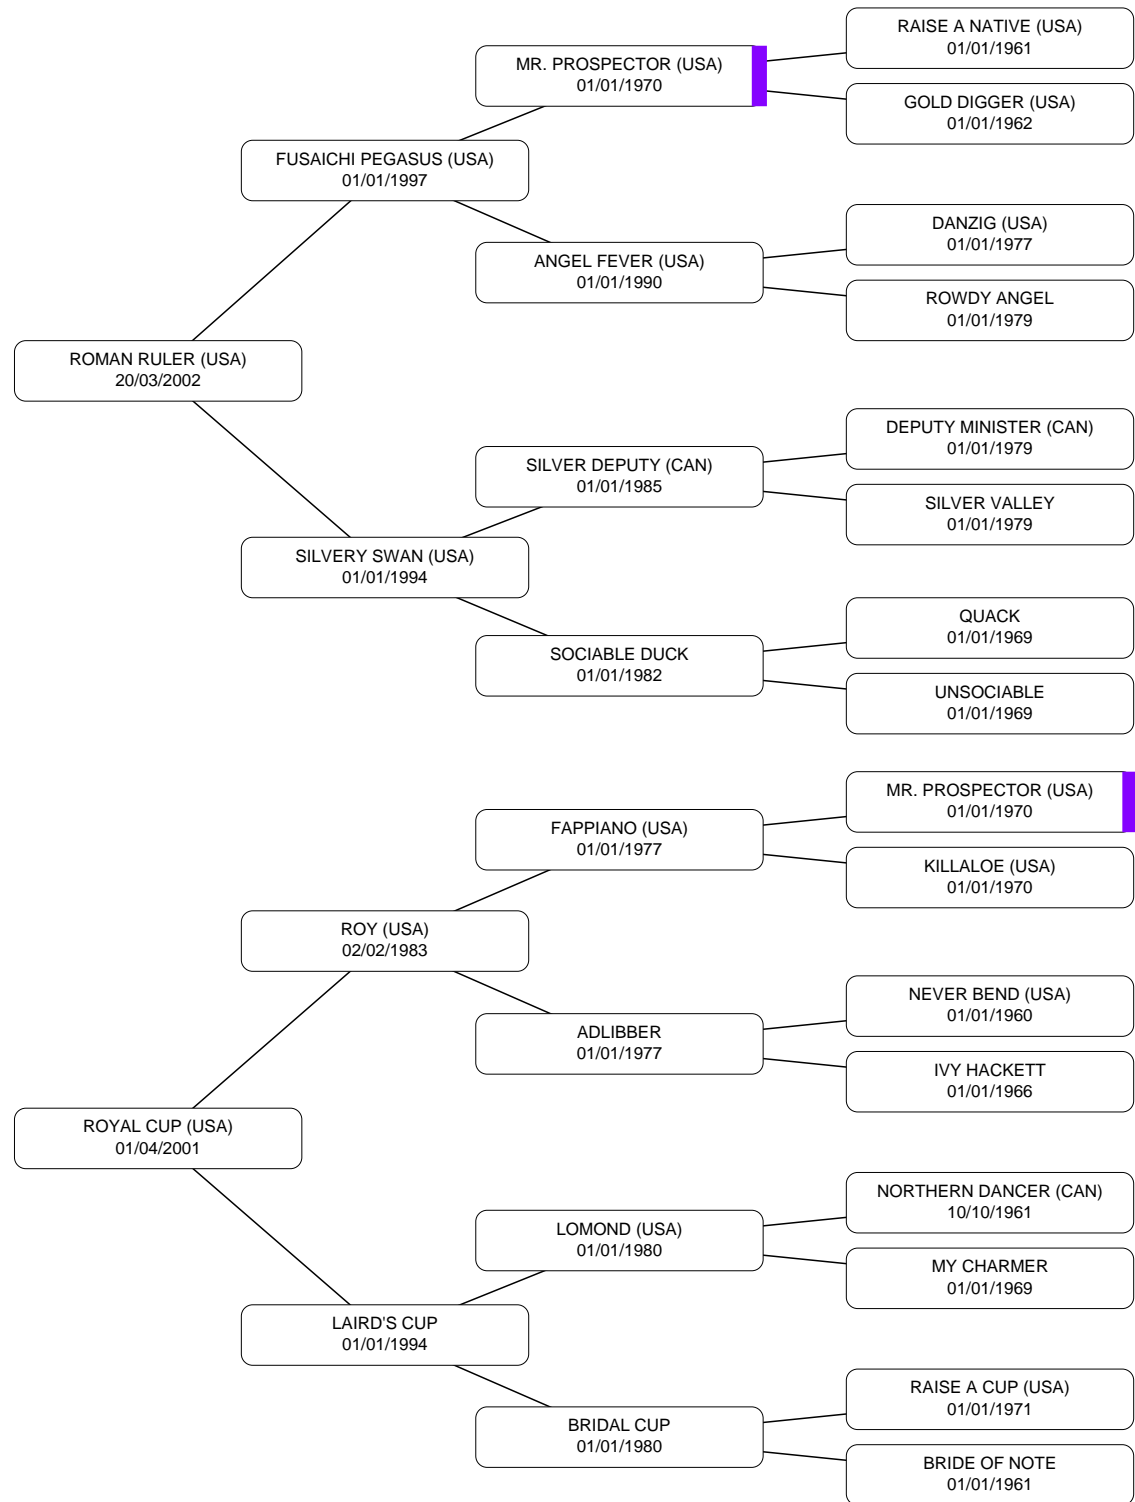 RAISE A NATIVE (USA)
01/01/1961
MR. PROSPECTOR (USA)
01/01/1970
GOLD DIGGER (USA)
01/01/1962
FUSAICHI PEGASUS (USA)
01/01/1997
DANZIG (USA)
01/01/1977
ANGEL FEVER (USA)
01/01/1990
ROWDY ANGEL
01/01/1979
ROMAN RULER (USA)
20/03/2002
DEPUTY MINISTER (CAN)
01/01/1979
SILVER DEPUTY (CAN)
01/01/1985
SILVER VALLEY
01/01/1979
SILVERY SWAN (USA)
01/01/1994
QUACK
01/01/1969
SOCIABLE DUCK
01/01/1982
UNSOCIABLE
01/01/1969
MR. PROSPECTOR (USA)
01/01/1970
FAPPIANO (USA)
01/01/1977
KILLALOE (USA)
01/01/1970
ROY (USA)
02/02/1983
NEVER BEND (USA)
01/01/1960
ADLIBBER
01/01/1977
IVY HACKETT
01/01/1966
ROYAL CUP (USA)
01/04/2001
NORTHERN DANCER (CAN)
10/10/1961
LOMOND (USA)
01/01/1980
MY CHARMER
01/01/1969
LAIRD'S CUP
01/01/1994
RAISE A CUP (USA)
01/01/1971
BRIDAL CUP
01/01/1980
BRIDE OF NOTE
01/01/1961